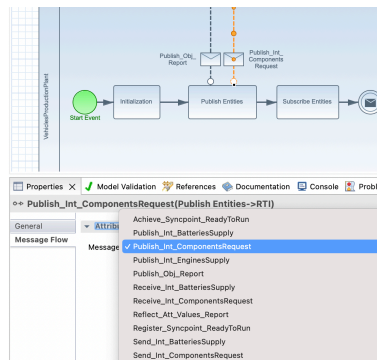 Publish_Obj_
Report
Publish_Int_
Components
Request
VehiclesProductionPlant
Start Event
Initialization
Publish Entities
Subscribe Entities
Properties
Model Validation
References
Documentation
Console
Probl
Publish_Int_ComponentsRequest(Publish Entities->RTI)
General
Message Flow
Attribu
Message
Achieve_Syncpoint_ReadyToRun
Publish_Int_BatteriesSupply
✓ Publish_Int_ComponentsRequest
Publish_Int_EnginesSupply
Publish_Obj_Report
Receive_Int_BatteriesSupply
Receive_Int_ComponentsRequest
Reflect_Att_Values_Report
Register_Syncpoint_ReadyToRun
Send_Int_BatteriesSupply
Send_Int_ComponentsRequest